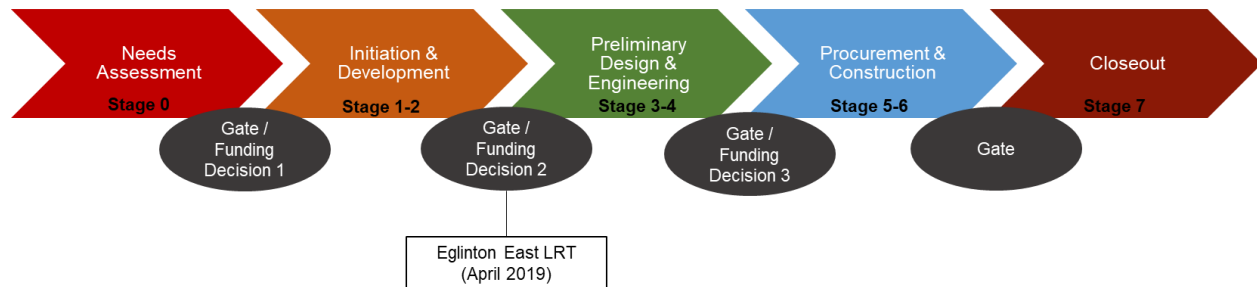 Needs
Assessment
Stage 0
Initiation &
Development
Stage 1-2
Preliminary
Design &
Engineering
Stage 3-4
Procurement &
Construction
Stage 5-6
Closeout
Stage 7
Gate /
Funding
Decision 1
Gate /
Funding
Decision 2
Gate /
Funding
Decision 3
Gate
Eglinton East LRT
(April 2019)